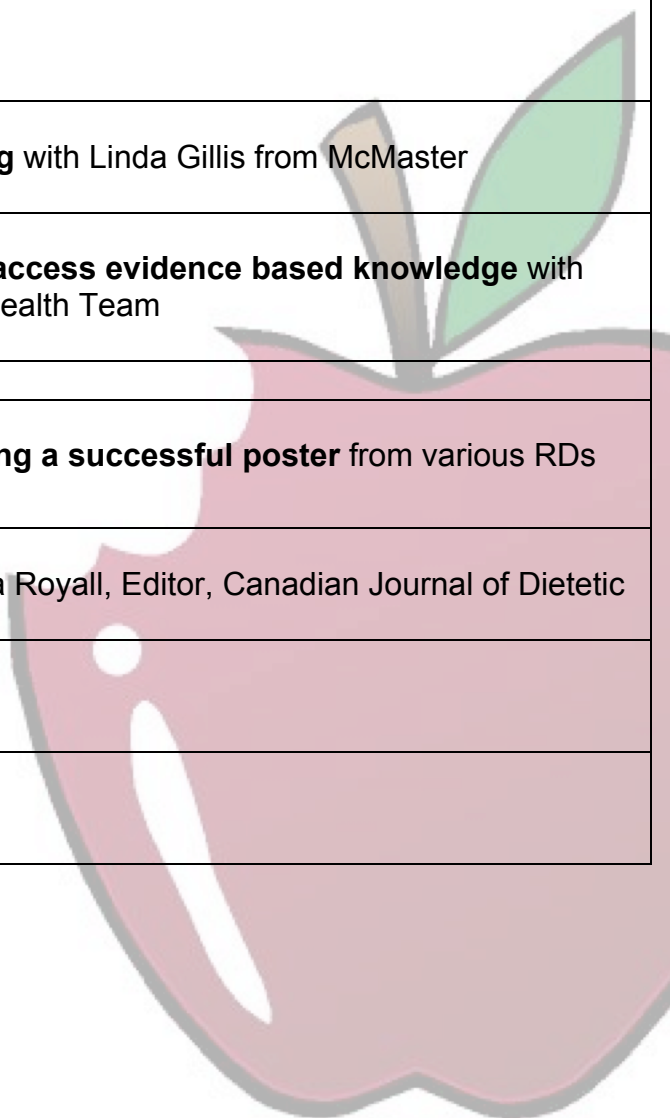 g with Linda Gillis from McMaster
access evidence based knowledge with
ealth Team
ng a successful poster from various RDs
a Royall, Editor, Canadian Journal of Dietetic